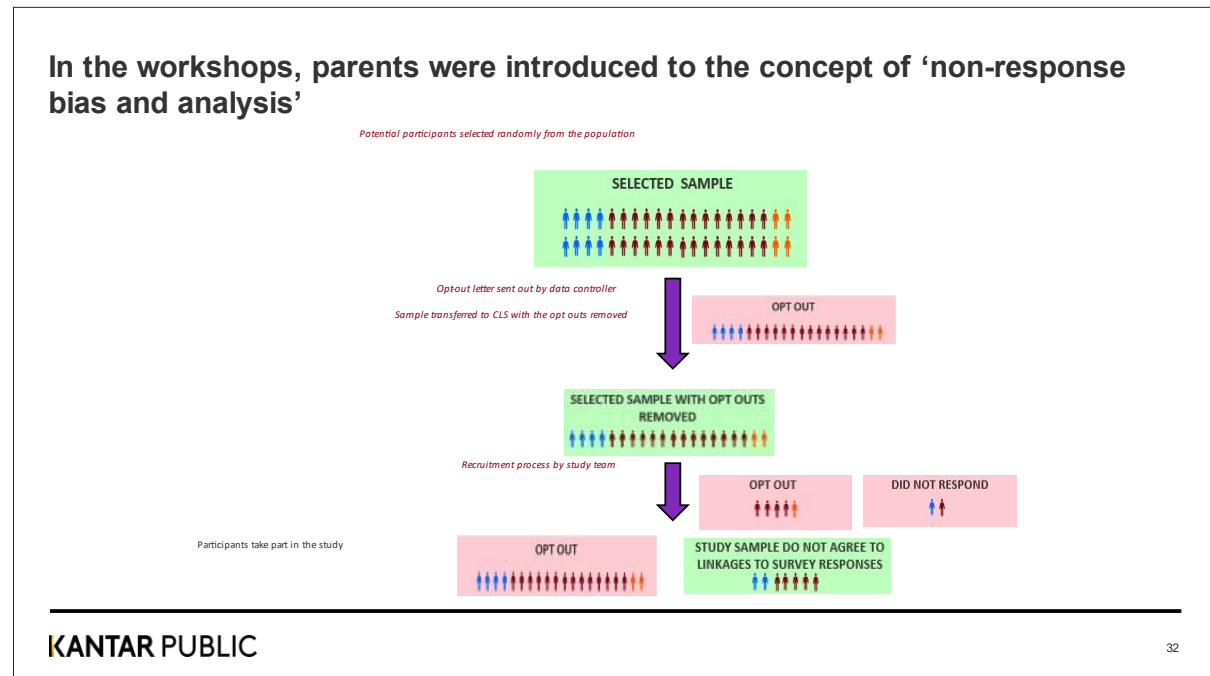 In the workshops, parents were introduced to the concept of ‘non-response
bias and analysis’
Potential participants selected randomly from the population
SELECTED SAMPLE
Opt-out letter sent out by data controller
OPT OUT
Sample transferred to CLS with the opt outs removed
SELECTED SAMPLE WITH OPT OUTS
REMOVED
Recruitment process by study team
OPT OUT
DID NOT RESPOND
Participants take part in the study
OPT OUT
STUDY SAMPLE DO NOT AGREE TO
LINKAGES TO SURVEY RESPONSES
KANTAR PUBLIC
32